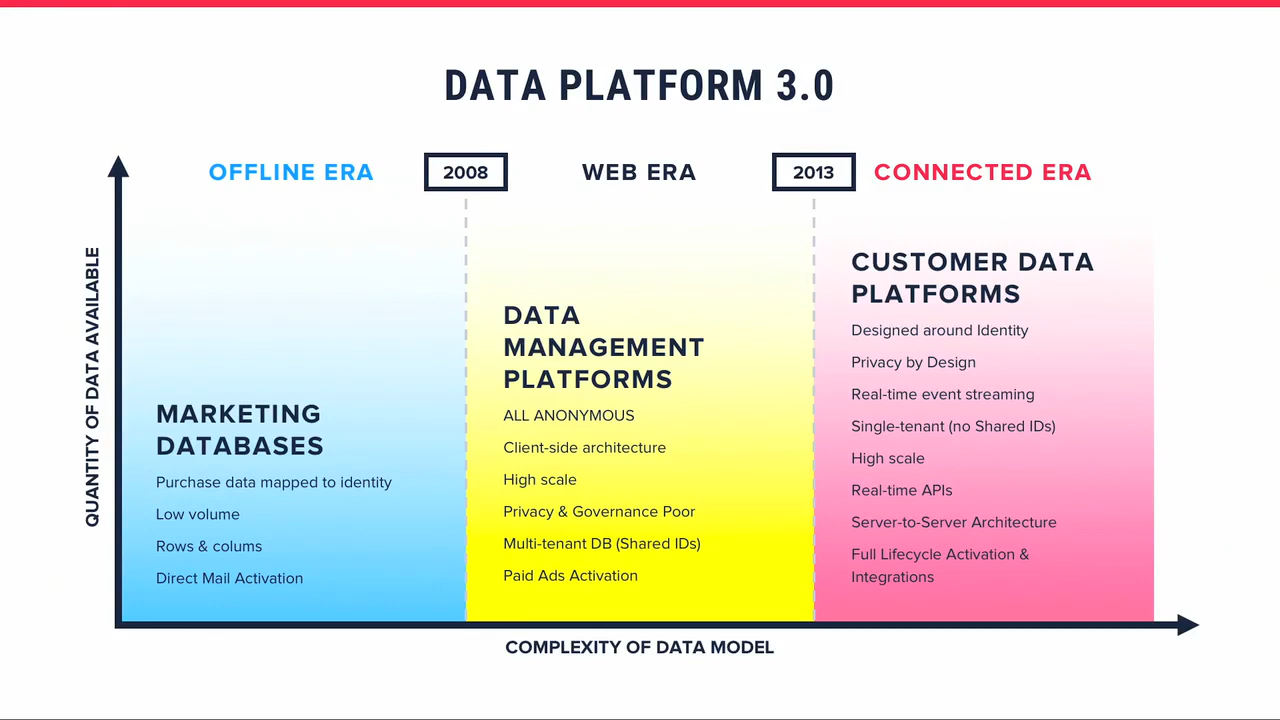 DATA PLATFORM 3.0
OFFLINE ERA
2008
WEB ERA
2013
CONNECTED ERA
QUANTITY OF DATA AVAILABLE
MARKETING
DATABASES
Purchase data mapped to identity
Low volume
Rows & colums
Direct Mail Activation
DATA
MANAGEMENT
PLATFORMS
ALL ANONYMOUS
Client-side architecture
High scale
Privacy & Governance Poor
Multi-tenant DB (Shared IDs)
Paid Ads Activation
CUSTOMER DATA
PLATFORMS
Designed around Identity
Privacy by Design
Real-time event streaming
Single-tenant (no Shared IDs)
High scale
Real-time APIs
Server-to-Server Architecture
Full Lifecycle Activation &
Integrations
COMPLEXITY OF DATA MODEL